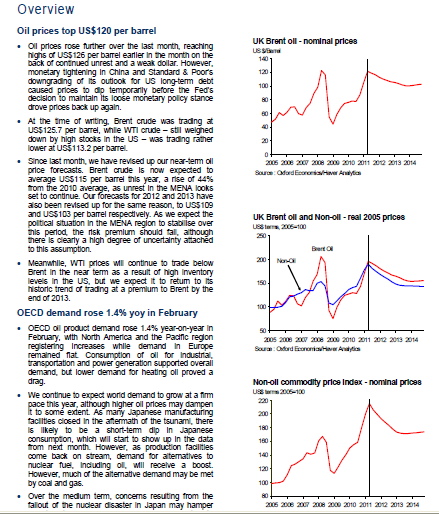 Overview
Oil prices top US$120 per barrel
• Oil prices rose further over the last month, reaching
highs of US$126 per barrel earlier in the month on the
back of continued unrest and a weak dollar. However,
monetary tightening in China and Standard & Poor's
downgrading of its outlook for US long-term debt
caused prices to dip temporarily before the Fed's
decision to maintain its loose monetary policy stance
drove prices back up again.
• At the time of writing, Brent crude was trading at
US$125.7 per barrel, while WTI crude – still weighed
down by high stocks in the US – was trading rather
lower at US$113.2 per barrel.
• Since last month, we have revised up our near-term oil
price forecasts. Brent crude is now expected to
average US$115 per barrel this year, a rise of 44%
from the 2010 average, as unrest in the MENA looks
set to continue. Our forecasts for 2012 and 2013 have
also been revised up for the same reason, to US$109
and US$103 per barrel respectively. As we expect the
political situation in the MENA region to stabilise over
this period, the risk premium should fall, although
there is clearly a high degree of uncertainty attached
to this assumption.
• Meanwhile, WTI prices will continue to trade below
Brent in the near term as a result of high inventory
levels in the US, but we expect it to return to its
historic trend of trading at a premium to Brent by the
end of 2013.
OECD demand rose 1.4% yoy in February
• OECD oil product demand rose 1.4% year-on-year in
February, with North America and the Pacific region
registering increases while demand in Europe
remained flat. Consumption of oil for industrial,
transportation and power generation supported overall
demand, but lower demand for heating oil proved a
drag.
• We continue to expect world demand to grow at a firm
pace this year, although higher oil prices may dampen
it to some extent. As many Japanese manufacturing
facilities closed in the aftermath of the tsunami, there
is likely to be a short-term dip in Japanese
consumption, which will start to show up in the data
from next month. However, as production facilities
come back on stream, demand for alternatives to
nuclear fuel, including oil, will receive a boost.
However, much of the alternative demand may be met
by coal and gas.
• Over the medium term, concerns resulting from the
fallout of the nuclear disaster in Japan may hamper
UK Brent oil - nominal prices
US $/Barrel
140
120
100
80
60
40
20
0
2005 2006 2007 2008 2009 2010 2011 2012 2013 2014
Source : Oxford Economics/Haver Analytics
UK Brent oil and Non-oil - real 2005 prices
US$ terms, 2005=100
250
200
150
100
50
Brent Oil
Non-Oil
2005 2006 2007 2008 2009 2010 2011 2012 2013 2014
Source : Oxford Economics/Haver Analytics
Non-oil commodity price index - nominal prices
US$ terms 2005=100
220
200
180
160
140
120
100
80
2005 2006 2007 2008 2009 2010 2011 2012 2013 2014